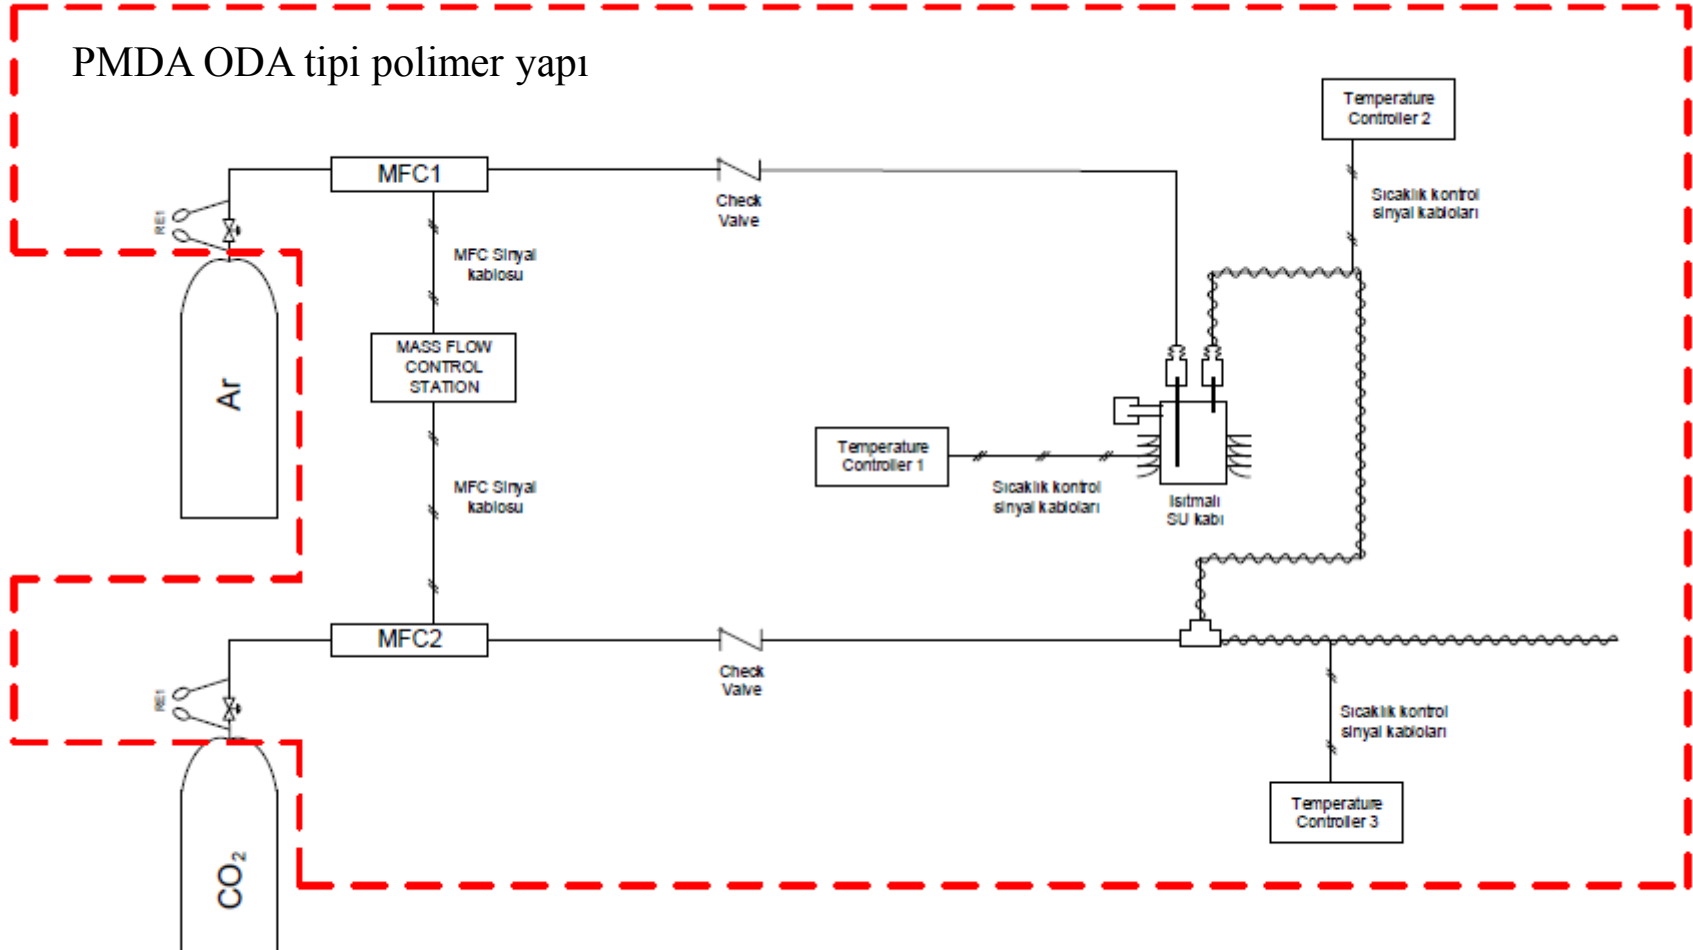 PMDA ODA tipi polimer yapı
Temperature
Controller 2
MFC1
Sıcaklık kontrol
sinyal kabloları
Check
Valve
RE1
MFC Sinyal
kablosu
MASS FLOW
CONTROL
STATION
Ar
Temperature
Controller 1
Sıcaklık kontrol
sinyal kabloları
Isıtmalı
SU kabı
MFC Sinyal
kablosu
MFC2
Check
Valve
RE1
Sıcaklık kontrol
sinyal kabloları
Temperature
Controller 3
CO₂